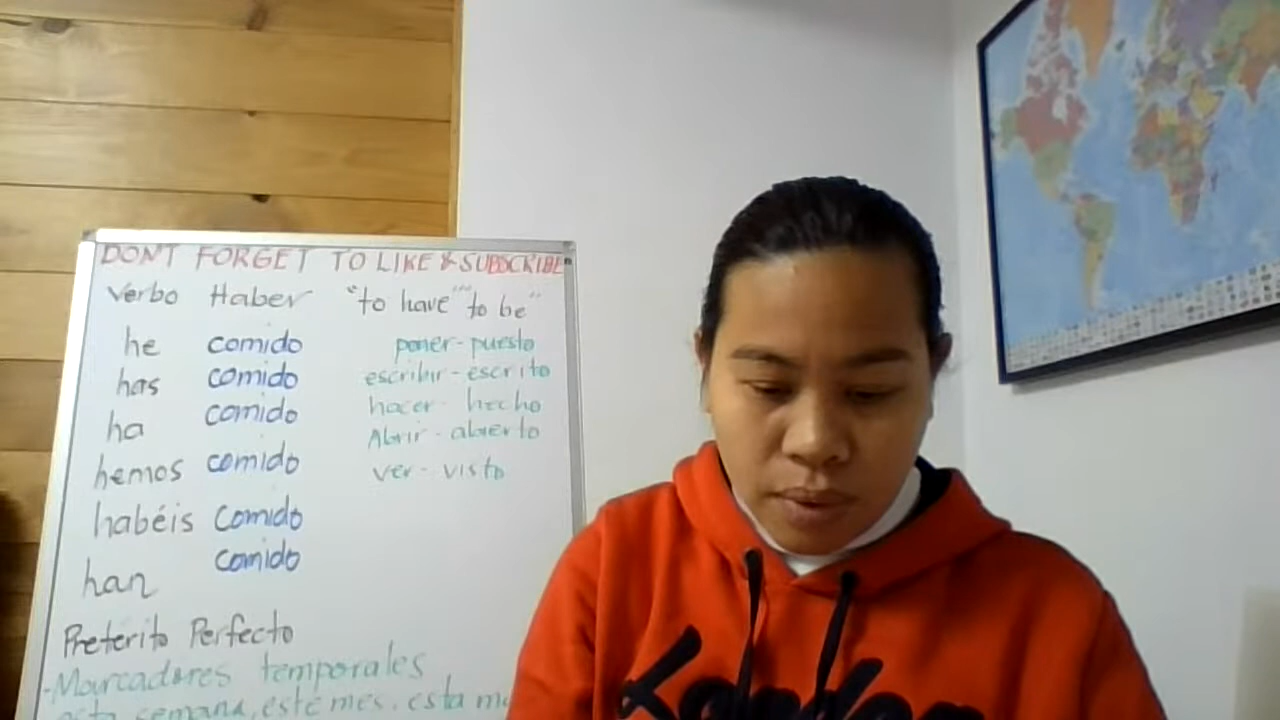 DONT FORGET TO LIKE & SUBSCRIBE
Verbo Haber "to have" "to be"
he comido poner - puesto
has comido escribir - escrito
ha comido hacer - hecho
Abrir - abierto
hemos comido ver - visto
habéis comido
han comido
Preterito Perfecto
- Marcadores temporales
esta semana, este mes, esta